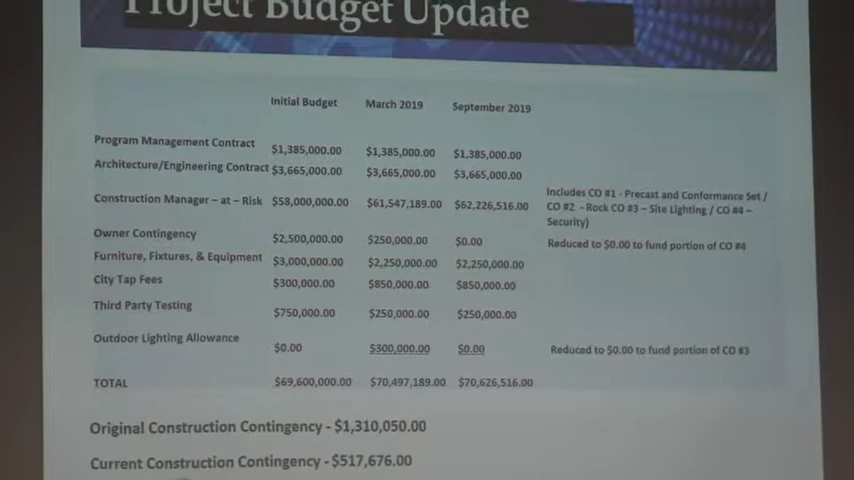 Project Budget Update
Initial Budget March 2019 September 2019
Program Management Contract $1,385,000.00 $1,385,000.00 $1,385,000.00
Architecture/Engineering Contract $3,665,000.00 $3,665,000.00 $3,665,000.00
Construction Manager – at – Risk $58,000,000.00 $61,547,189.00 $62,226,516.00 Includes CO #1 - Precast and Conformance Set /
CO #2 - Rock CO #3 – Site Lighting / CO #4 –
Security)
Owner Contingency $2,500,000.00 $250,000.00 $0.00 Reduced to $0.00 to fund portion of CO #4
Furniture, Fixtures, & Equipment $3,000,000.00 $2,250,000.00 $2,250,000.00
City Tap Fees $300,000.00 $850,000.00 $850,000.00
Third Party Testing $750,000.00 $250,000.00 $250,000.00
Outdoor Lighting Allowance $0.00 $300,000.00 $0.00 Reduced to $0.00 to fund portion of CO #3
TOTAL $69,600,000.00 $70,497,189.00 $70,626,516.00
Original Construction Contingency - $1,310,050.00
Current Construction Contingency - $517,676.00